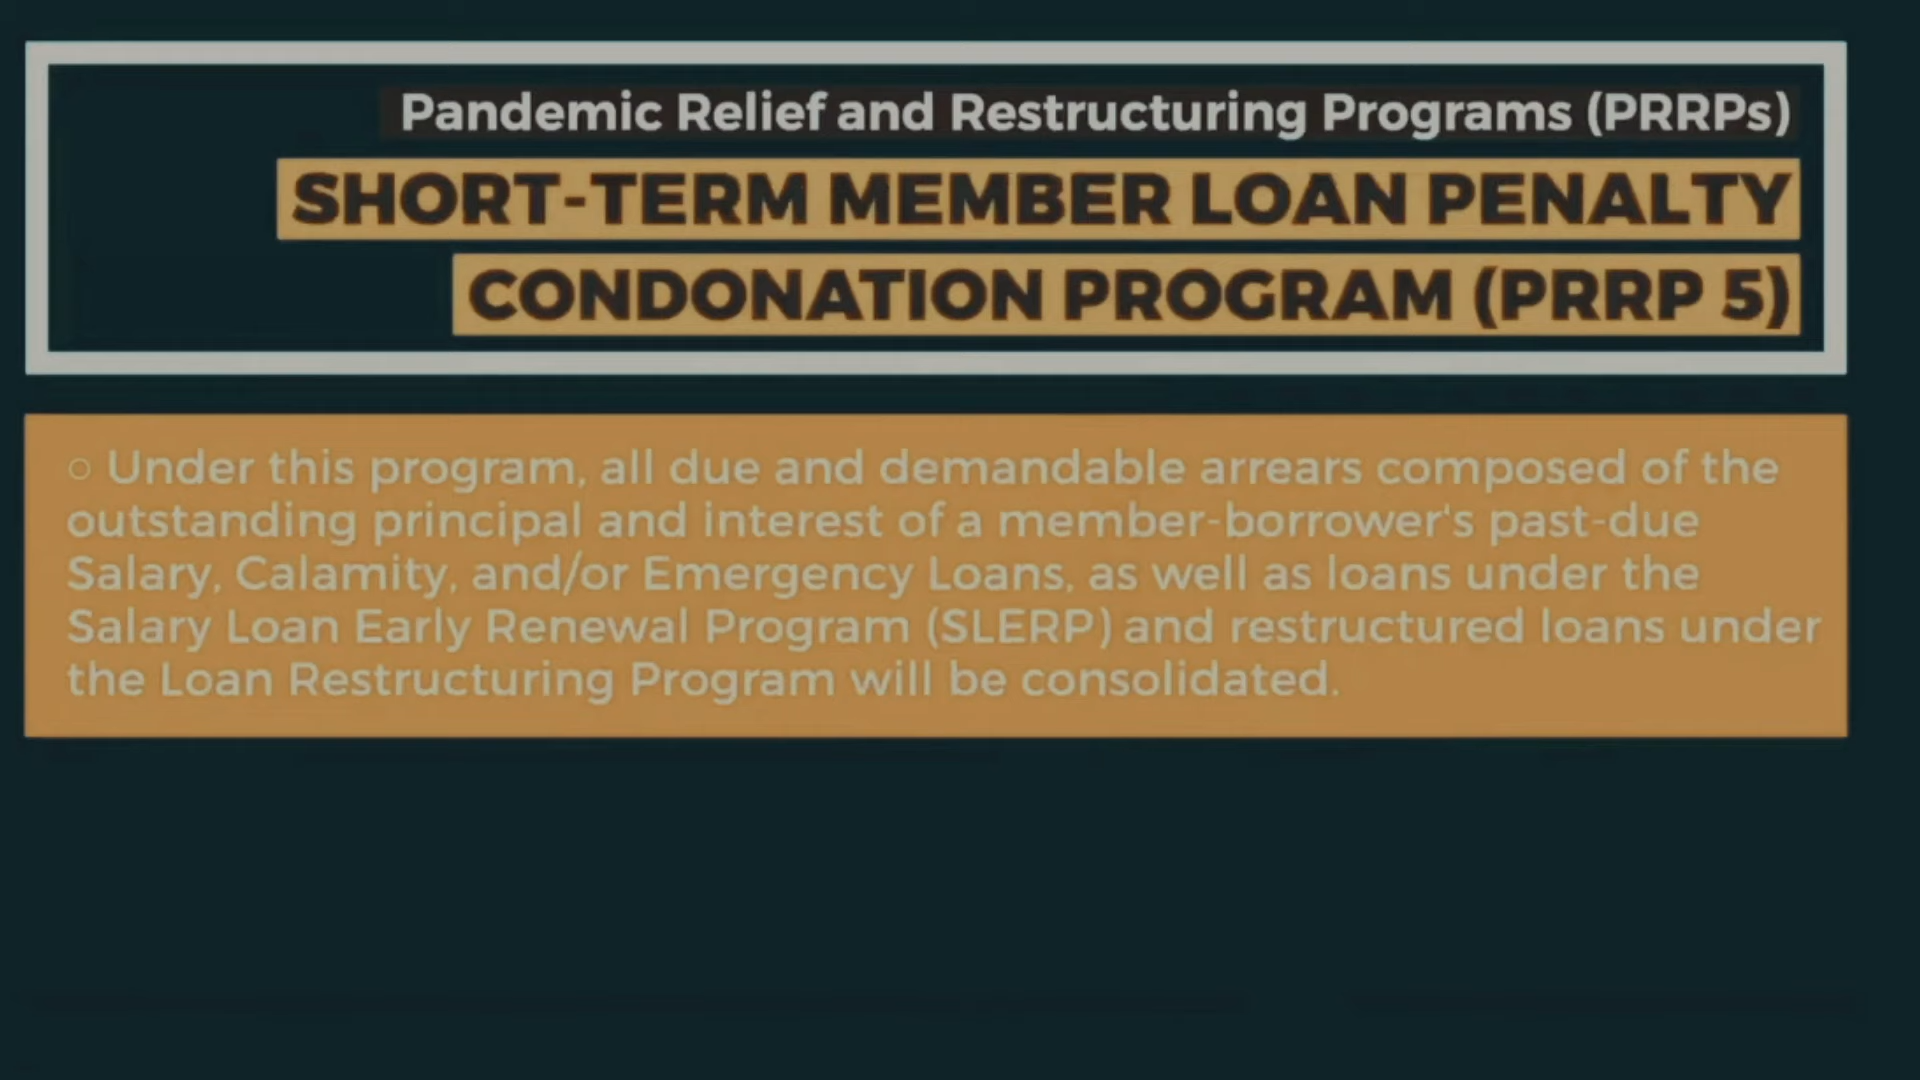 Pandemic Relief and Restructuring Programs (PRRPs)
SHORT-TERM MEMBER LOAN PENALTY
CONDONATION PROGRAM (PRRP 5)
○ Under this program, all due and demandable arrears composed of the
outstanding principal and interest of a member-borrower's past-due
Salary, Calamity, and/or Emergency Loans, as well as loans under the
Salary Loan Early Renewal Program (SLERP) and restructured loans under
the Loan Restructuring Program will be consolidated.